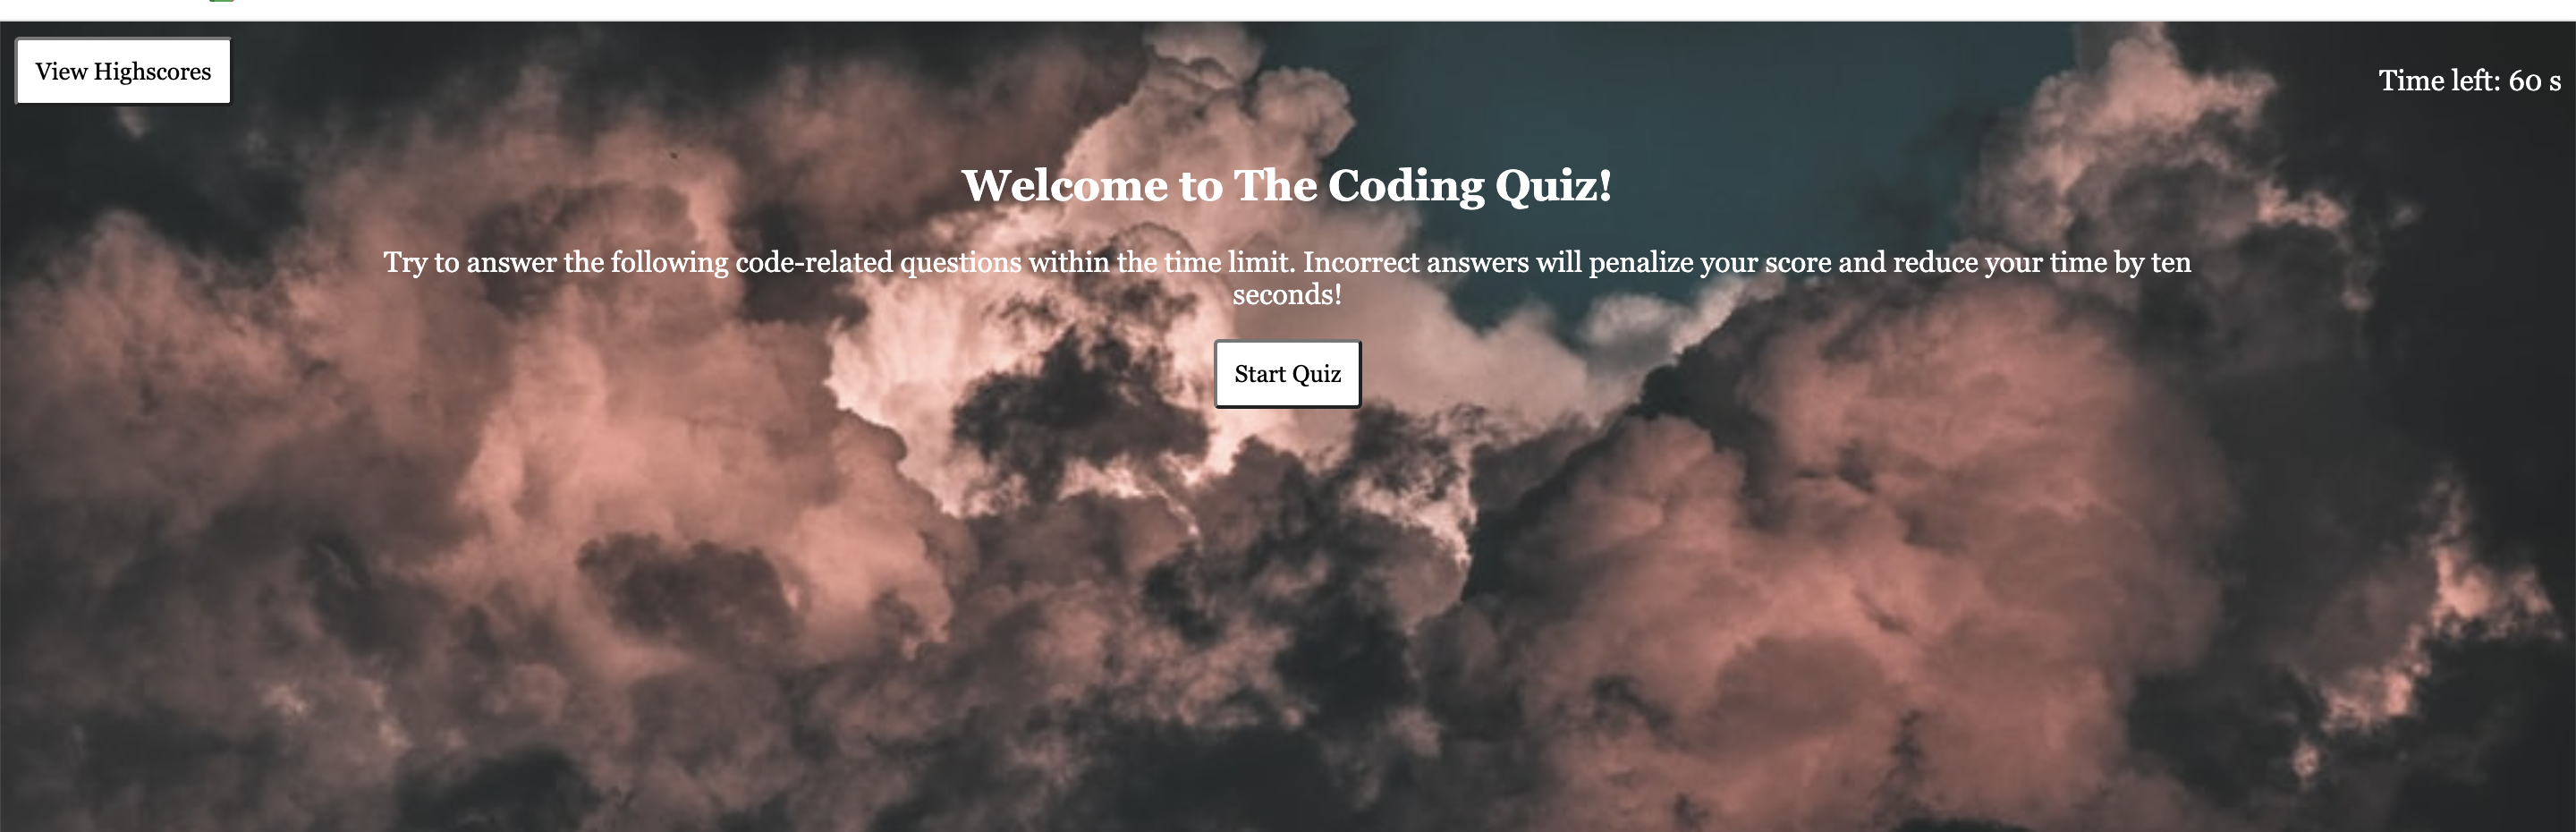 View Highscores
Time left: 60 s
Welcome to The Coding Quiz!
Try to answer the following code-related questions within the time limit. Incorrect answers will penalize your score and reduce your time by ten
seconds!
Start Quiz